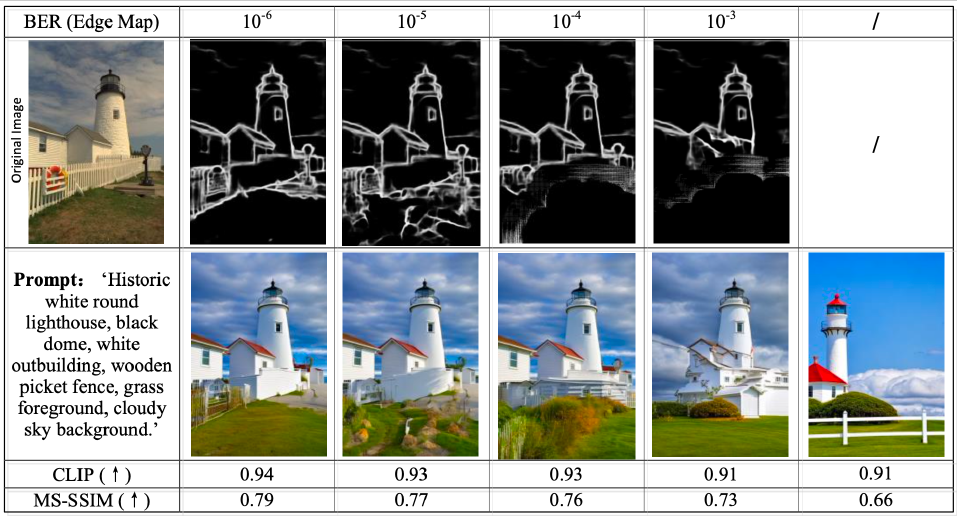 BER (Edge Map) 10⁻⁶ 10⁻⁵ 10⁻⁴ 10⁻³ /
Original Image
/
Prompt: ‘Historic
white round
lighthouse, black
dome, white
outbuilding, wooden
picket fence, grass
foreground, cloudy
sky background.’
CLIP (↑) 0.94 0.93 0.93 0.91 0.91
MS-SSIM (↑) 0.79 0.77 0.76 0.73 0.66